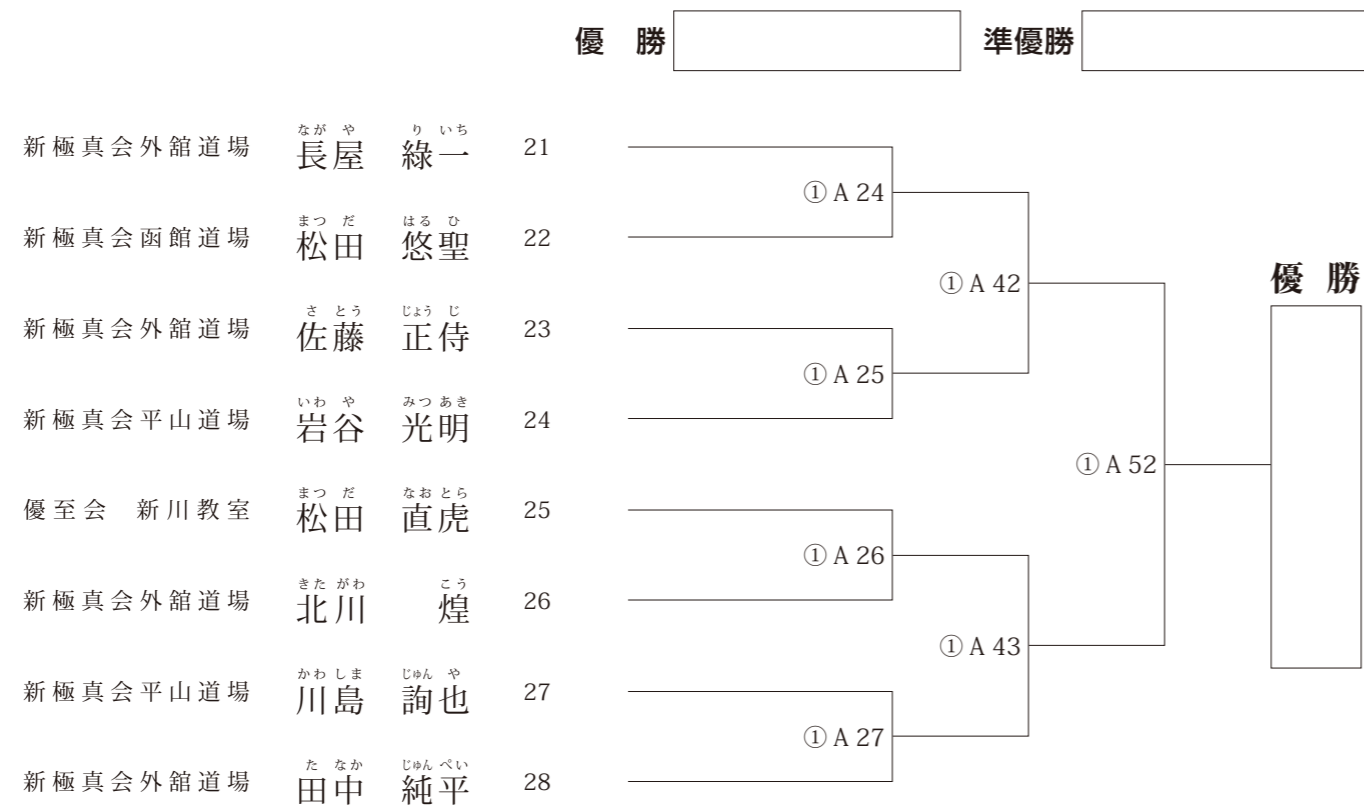 優 勝 準優勝
ながや りいち
新極真会外舘道場 長屋 綠一 21
① A 24
まつだ はるひ
新極真会函館道場 松田 悠聖 22
① A 42
優 勝
さとう じょうじ
新極真会外舘道場 佐藤 正侍 23
① A 25
いわや みつあき
新極真会平山道場 岩谷 光明 24
① A 52
まつだ なおとら
優至会 新川教室 松田 直虎 25
① A 26
きたがわ こう
新極真会外舘道場 北川 煌 26
① A 43
かわしま じゅんや
新極真会平山道場 川島 詢也 27
① A 27
たなか じゅんぺい
新極真会外舘道場 田中 純平 28